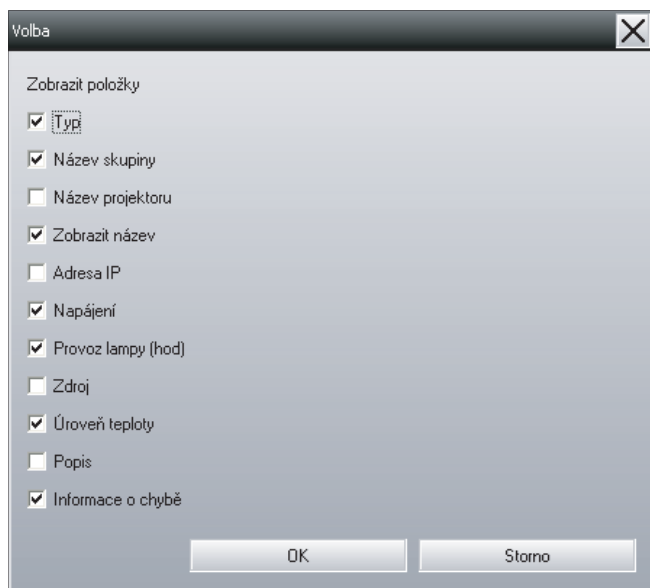 Volba
Zobrazit položky
Typ
Název skupiny
Název projektoru
Zobrazit název
Adresa IP
Napájení
Provoz lampy (hod)
Zdroj
Úroveň teploty
Popis
Informace o chybě
OK Storno